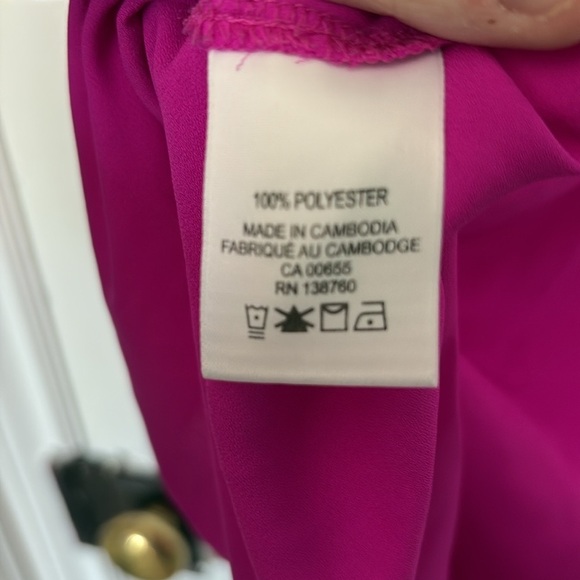 100% POLYESTER
MADE IN CAMBODIA
FABRIQUÉ AU CAMBODGE
CA 00655
RN 138760